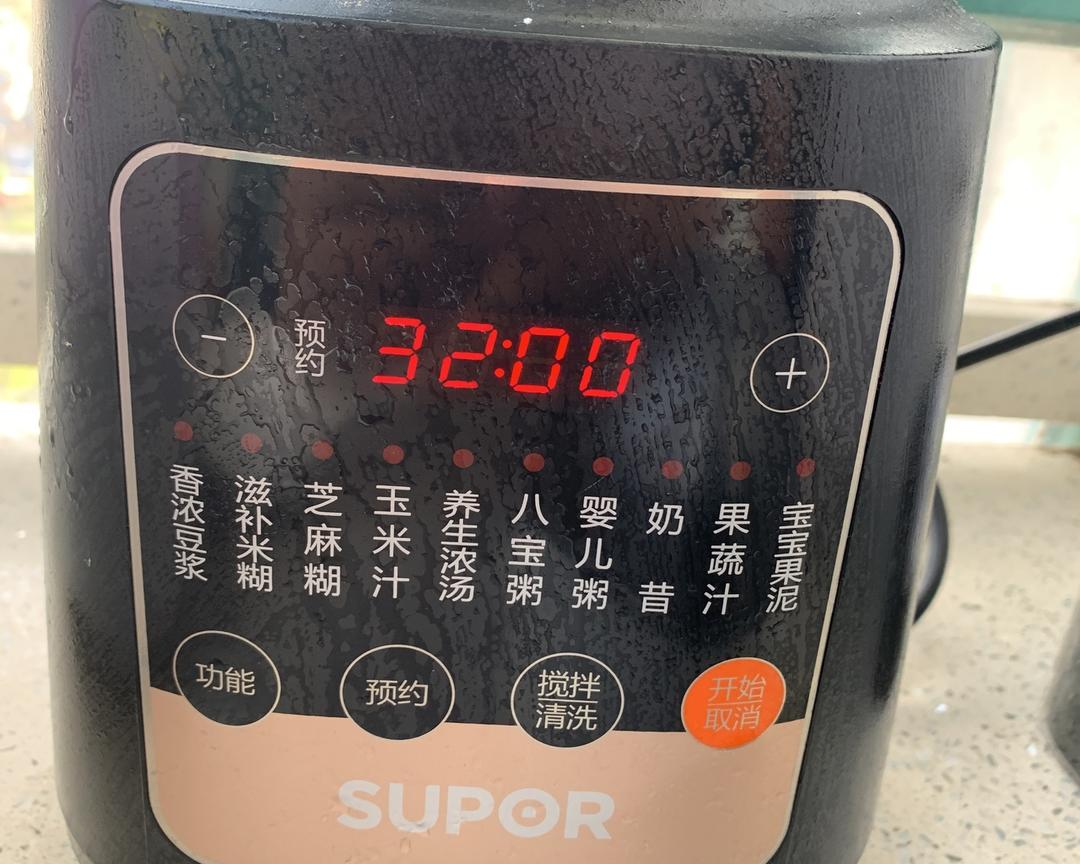 −
预约
32:00
+
香浓豆浆
滋补米糊
芝麻糊
玉米汁
养生浓汤
八宝粥
婴儿粥
奶昔
果蔬汁
宝宝果泥
功能
预约
搅拌
清洗
开始
取消
SUPOR